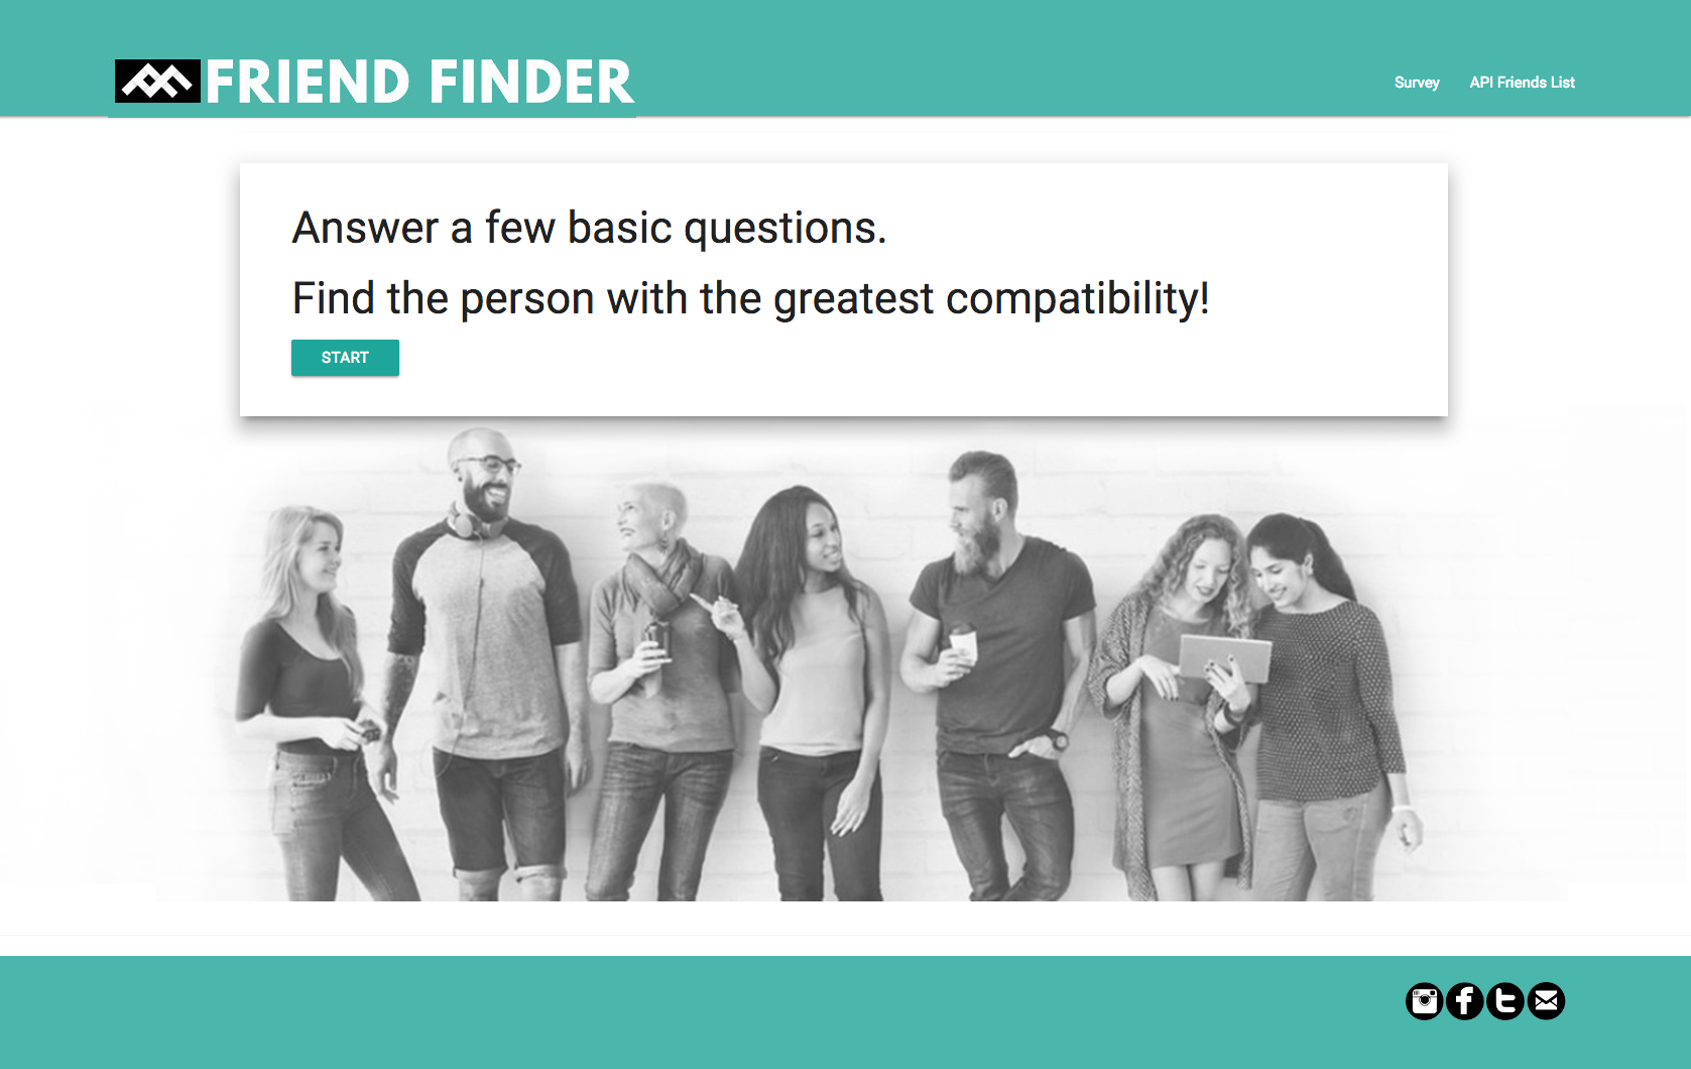 FRIEND FINDER
Survey
API Friends List
Answer a few basic questions.
Find the person with the greatest compatibility!
START